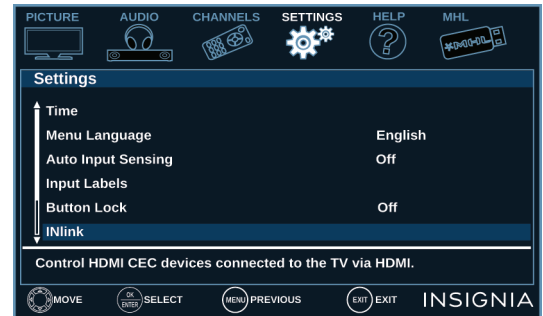 PICTURE AUDIO CHANNELS SETTINGS HELP MHL
MHL
Settings
Time
Menu Language English
Auto Input Sensing Off
Input Labels
Button Lock Off
INlink
Control HDMI CEC devices connected to the TV via HDMI.
MOVE OK ENTER SELECT MENU PREVIOUS EXIT EXIT INSIGNIA